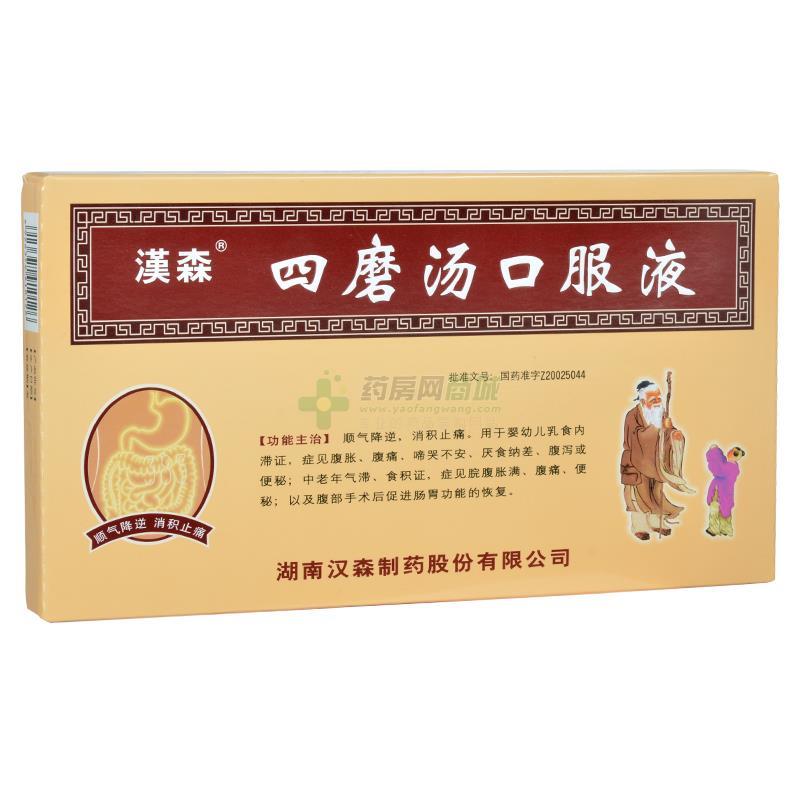 漢森®
四磨汤口服液
批准文号：国药准字Z20025044
药房网商城
www.yaofangwang.com
【功能主治】 顺气降逆，消积止痛。用于婴幼儿乳食内
滞证，症见腹胀、腹痛、啼哭不安、厌食纳差、腹泻或
便秘；中老年气滞、食积证，症见脘腹胀满、腹痛、便
秘；以及腹部手术后促进肠胃功能的恢复。
顺气降逆 消积止痛
湖南汉森制药股份有限公司